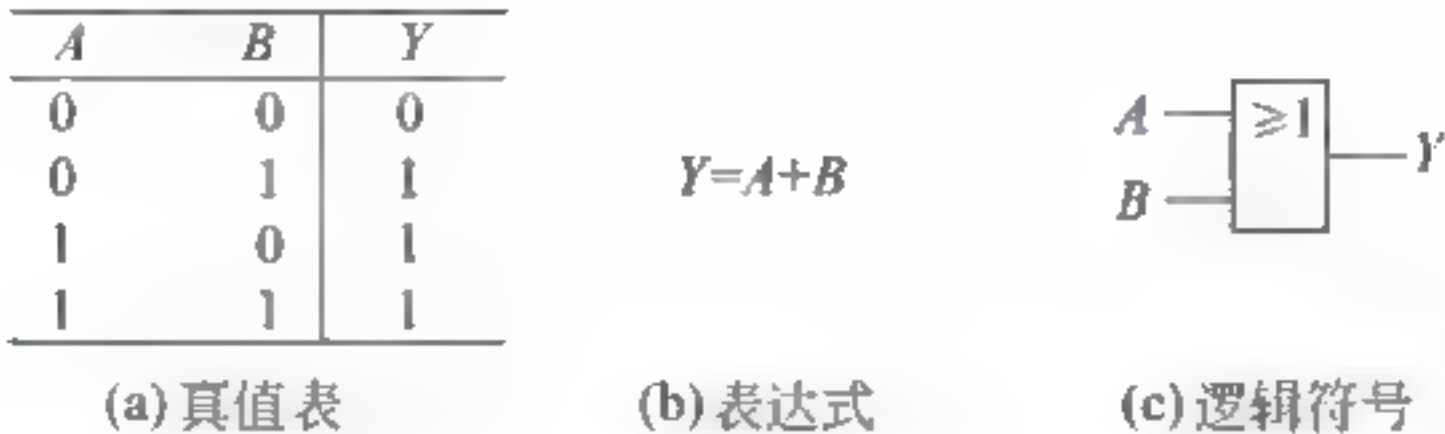 A B Y
0 0 0
0 1 1
1 0 1
1 1 1
(a) 真值表
Y=A+B
(b) 表达式
A
B
≥1
Y
(c) 逻辑符号